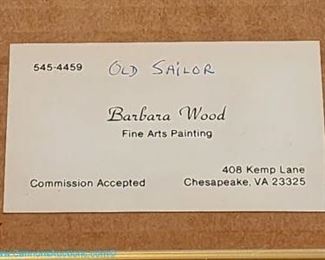 545-4459 OLD SAILOR
Barbara Wood
Fine Arts Painting
408 Kemp Lane
Commission Accepted Chesapeake, VA 23325